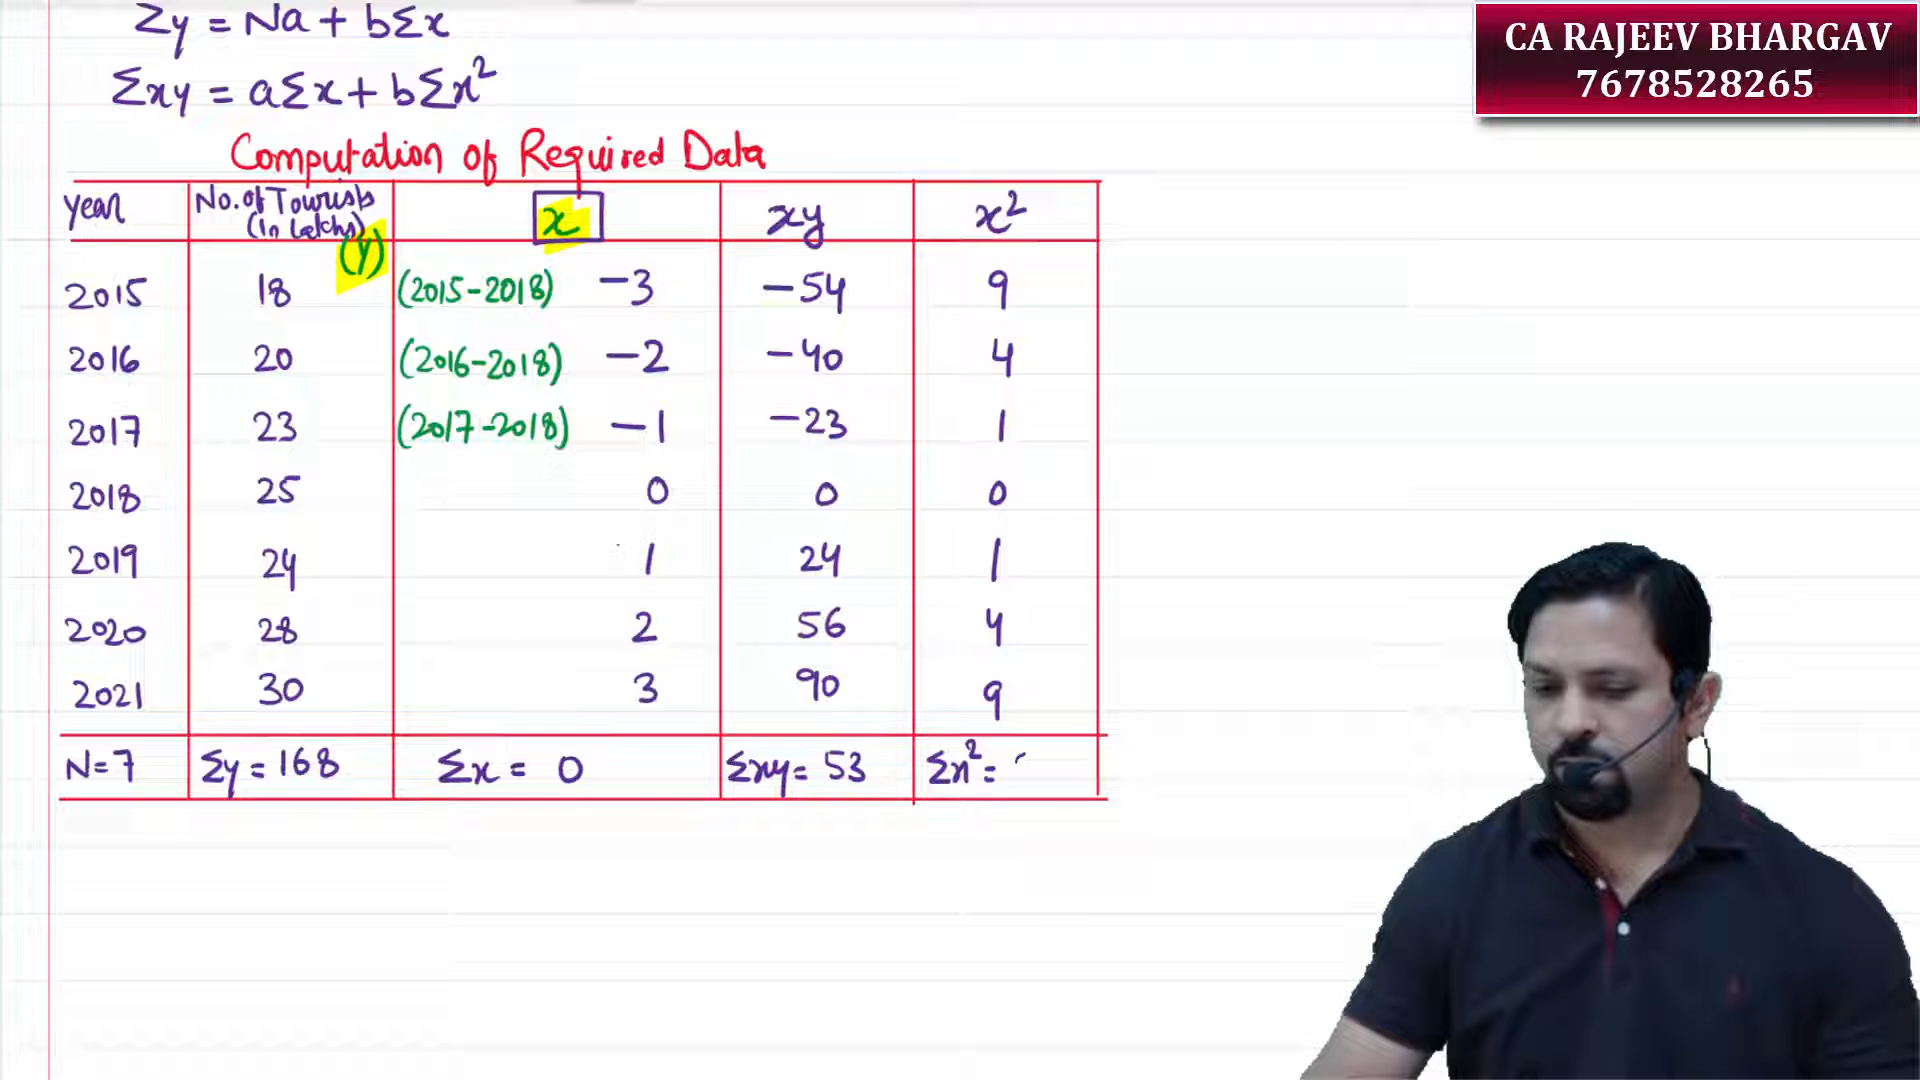 Σy = Na + bΣx
Σxy = aΣx + bΣx²
CA RAJEEV BHARGAV
7678528265
Computation of Required Data
Year No. of Tourists (In Lakhs) (Y) x xy x²
2015 18 (2015-2018) -3 -54 9
2016 20 (2016-2018) -2 -40 4
2017 23 (2017-2018) -1 -23 1
2018 25 0 0 0
2019 24 1 24 1
2020 28 2 56 4
2021 30 3 90 9
N=7 Σy = 168 Σx = 0 Σxy = 53 Σx² =